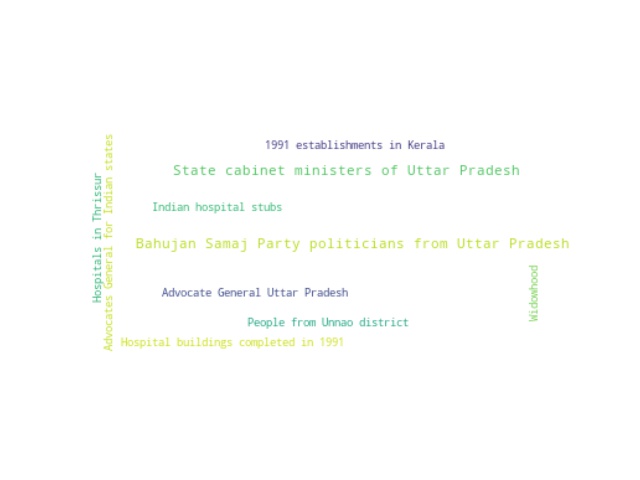 1991 establishments in Kerala
State cabinet ministers of Uttar Pradesh
Indian hospital stubs
Bahujan Samaj Party politicians from Uttar Pradesh
Advocate General Uttar Pradesh
People from Unnao district
Hospital buildings completed in 1991
Hospitals in Thrissur
Advocates General for Indian states
Widowhood